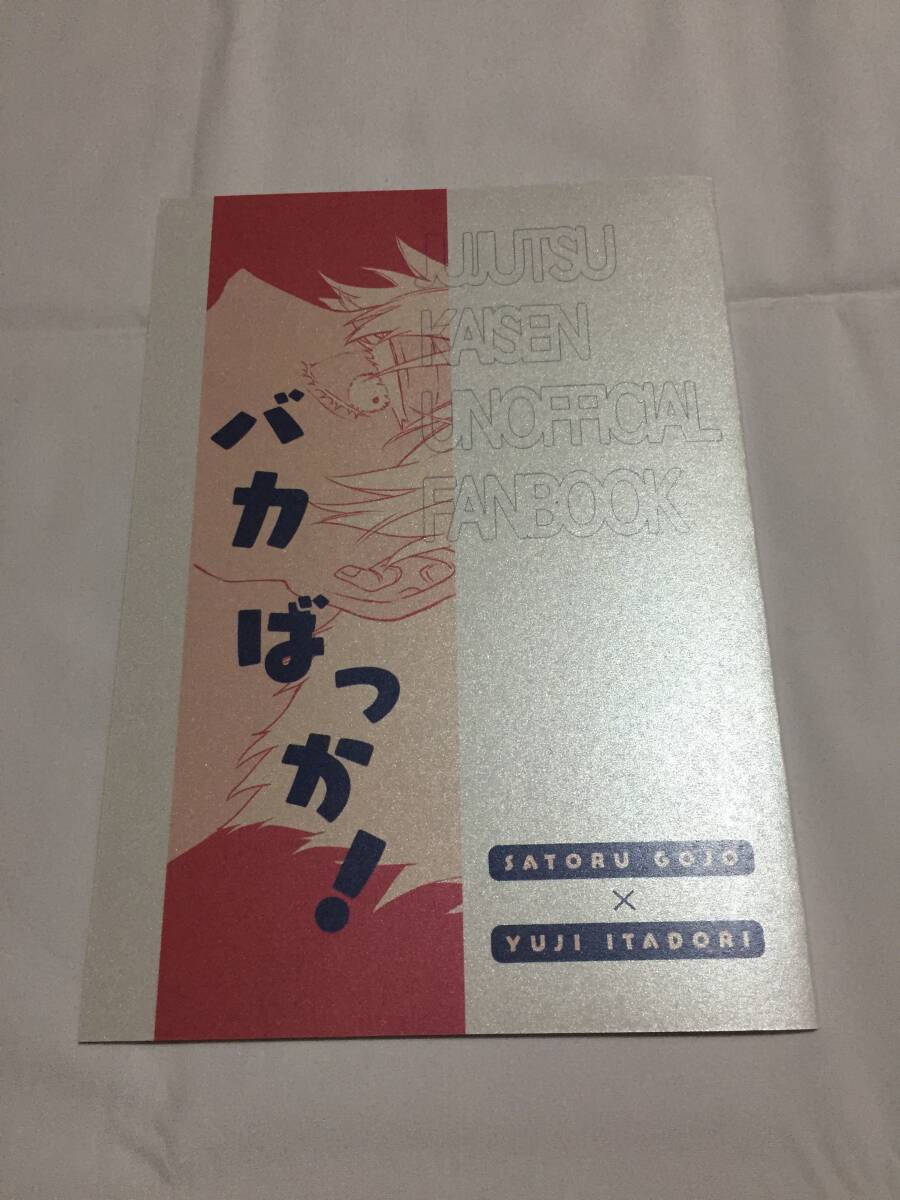 バカばっか!
JUJUTSU
KAISEN
UNOFFICIAL
FANBOOK
SATORU GOJO
×
YUJI ITADORI